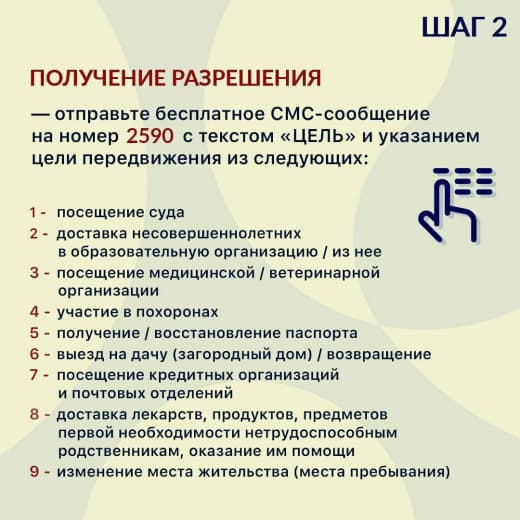 ШАГ 2
ПОЛУЧЕНИЕ РАЗРЕШЕНИЯ
— отправьте бесплатное СМС-сообщение
на номер 2590 с текстом «ЦЕЛЬ» и указанием
цели передвижения из следующих:
1 - посещение суда
2 - доставка несовершеннолетних
в образовательную организацию / из нее
3 - посещение медицинской / ветеринарной
организации
4 - участие в похоронах
5 - получение / восстановление паспорта
6 - выезд на дачу (загородный дом) / возвращение
7 - посещение кредитных организаций
и почтовых отделений
8 - доставка лекарств, продуктов, предметов
первой необходимости нетрудоспособным
родственникам, оказание им помощи
9 - изменение места жительства (места пребывания)